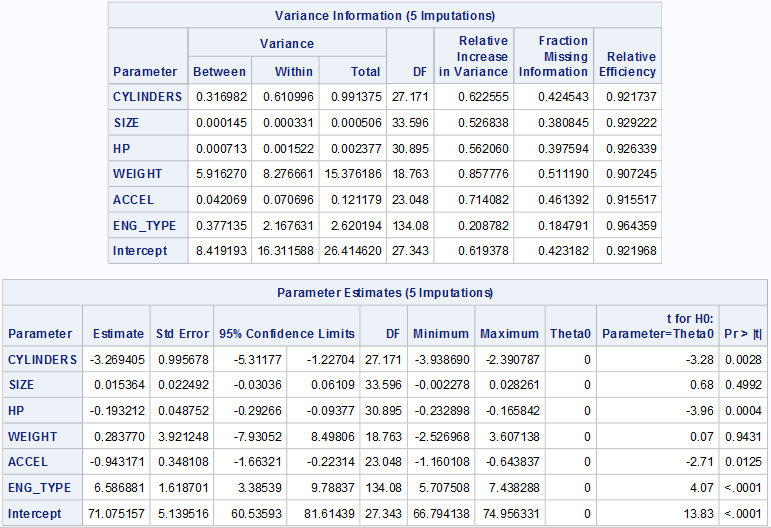 Variance Information (5 Imputations)
Parameter Variance DF Relative Increase in Variance Fraction Missing Information Relative Efficiency
Between Within Total
CYLINDERS 0.316982 0.610996 0.991375 27.171 0.622555 0.424543 0.921737
SIZE 0.000145 0.000331 0.000506 33.596 0.526838 0.380845 0.929222
HP 0.000713 0.001522 0.002377 30.895 0.562060 0.397594 0.926339
WEIGHT 5.916270 8.276661 15.376186 18.763 0.857776 0.511190 0.907245
ACCEL 0.042069 0.070696 0.121179 23.048 0.714082 0.461392 0.915517
ENG_TYPE 0.377135 2.167631 2.620194 134.08 0.208782 0.184791 0.964359
Intercept 8.419193 16.311588 26.414620 27.343 0.619378 0.423182 0.921968
Parameter Estimates (5 Imputations)
Parameter Estimate Std Error 95% Confidence Limits DF Minimum Maximum Theta0 t for H0: Parameter=Theta0 Pr > |t|
CYLINDERS -3.269405 0.995678 -5.31177 -1.22704 27.171 -3.938690 -2.390787 0 -3.28 0.0028
SIZE 0.015364 0.022492 -0.03036 0.06109 33.596 -0.002278 0.028261 0 0.68 0.4992
HP -0.193212 0.048752 -0.29266 -0.09377 30.895 -0.232898 -0.165842 0 -3.96 0.0004
WEIGHT 0.283770 3.921248 -7.93052 8.49806 18.763 -2.526968 3.607138 0 0.07 0.9431
ACCEL -0.943171 0.348108 -1.66321 -0.22314 23.048 -1.160108 -0.643837 0 -2.71 0.0125
ENG_TYPE 6.586881 1.618701 3.38539 9.78837 134.08 5.707508 7.438288 0 4.07 <.0001
Intercept 71.075157 5.139516 60.53593 81.61439 27.343 66.794138 74.956331 0 13.83 <.0001